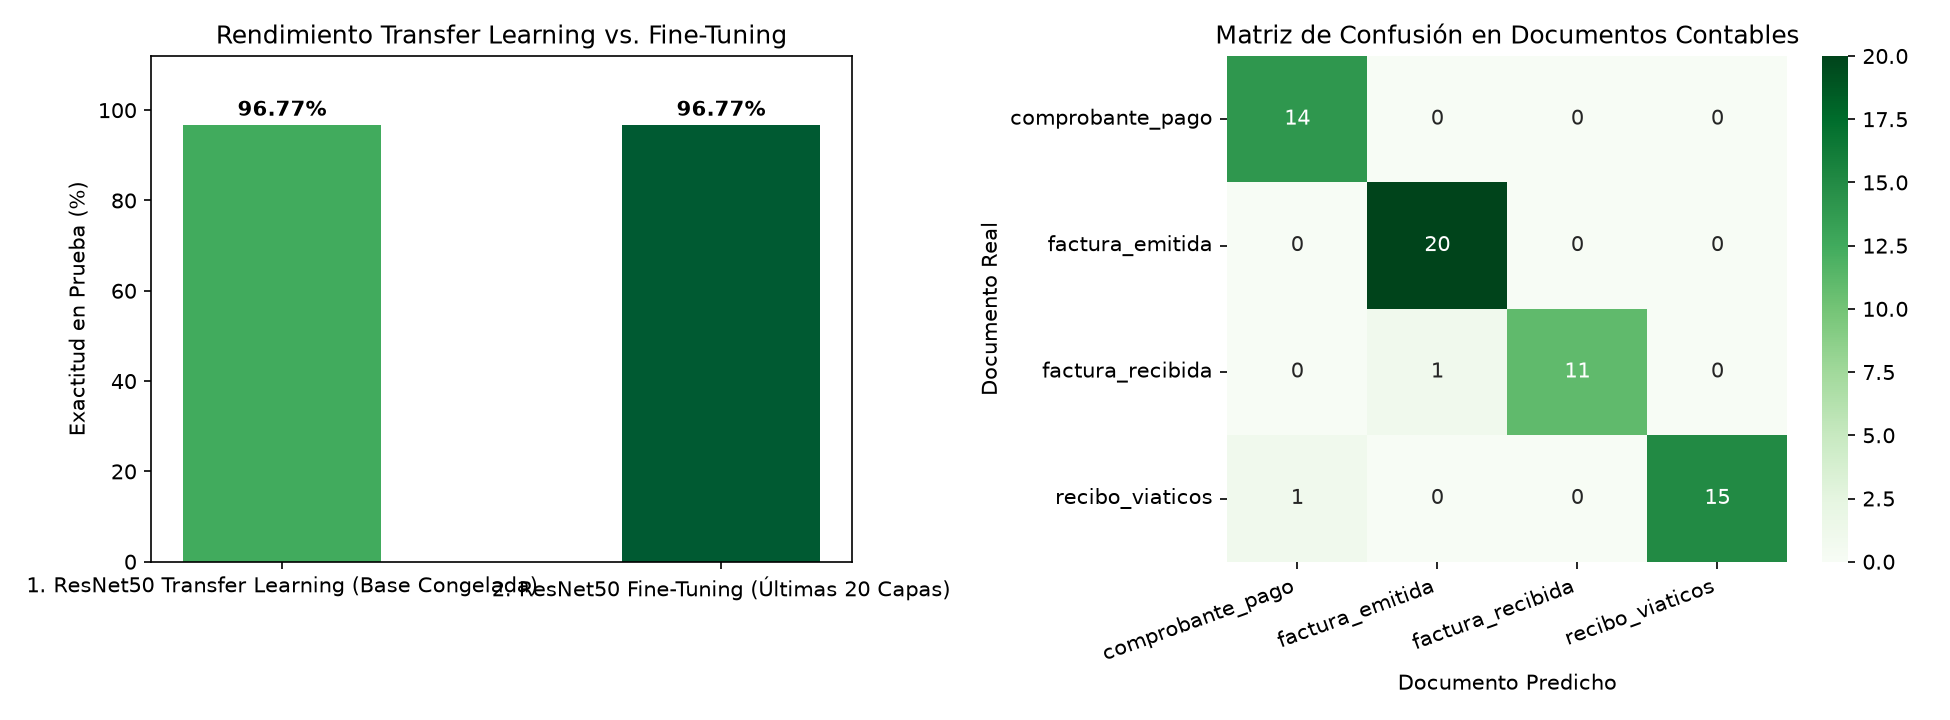 Rendimiento Transfer Learning vs. Fine-Tuning
Exactitud en Prueba (%)
100
80
60
40
20
0
96.77%
96.77%
1. ResNet50 Transfer Learning (Base Congelada)
2. ResNet50 Fine-Tuning (Últimas 20 Capas)
Matriz de Confusión en Documentos Contables
Documento Real
comprobante_pago
14 0 0 0
factura_emitida
0 20 0 0
factura_recibida
0 1 11 0
recibo_viaticos
1 0 0 15
comprobante_pago
factura_emitida
factura_recibida
recibo_viaticos
Documento Predicho
20.0
17.5
15.0
12.5
10.0
7.5
5.0
2.5
0.0